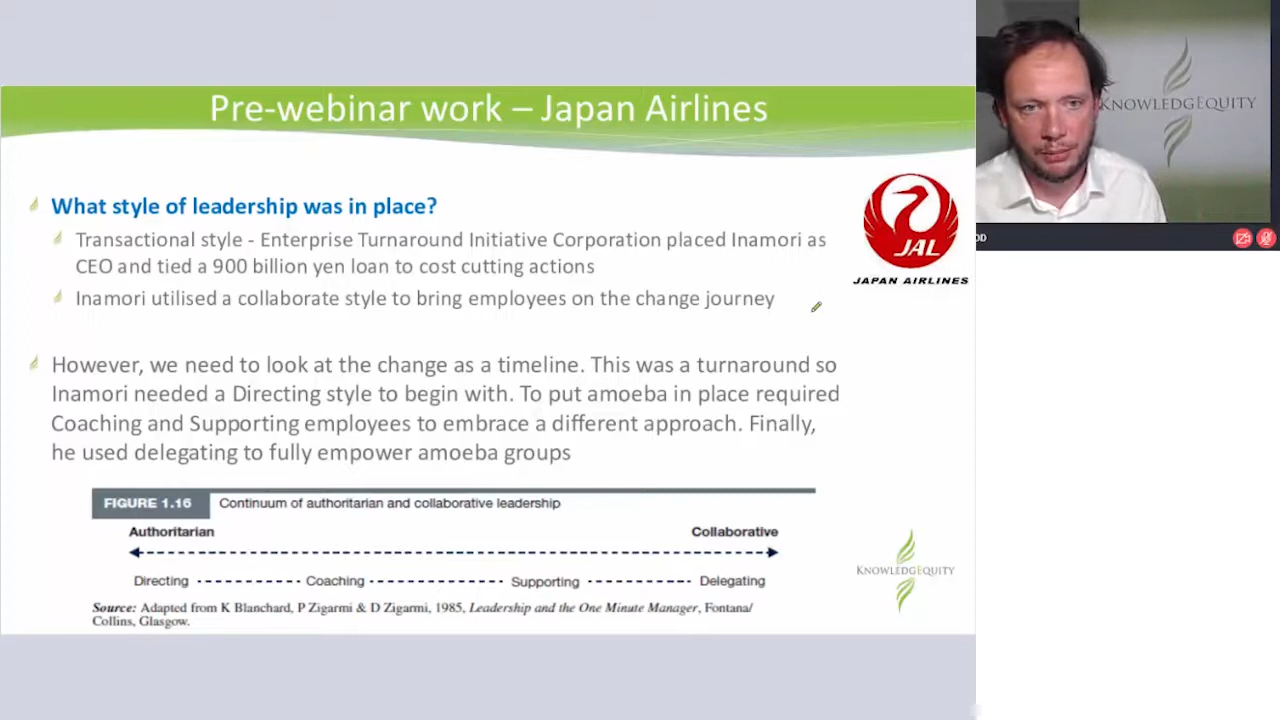 Pre-webinar work – Japan Airlines
What style of leadership was in place?
Transactional style - Enterprise Turnaround Initiative Corporation placed Inamori as
CEO and tied a 900 billion yen loan to cost cutting actions
Inamori utilised a collaborate style to bring employees on the change journey
JAL
JAPAN AIRLINES
However, we need to look at the change as a timeline. This was a turnaround so
Inamori needed a Directing style to begin with. To put amoeba in place required
Coaching and Supporting employees to embrace a different approach. Finally,
he used delegating to fully empower amoeba groups
FIGURE 1.16 Continuum of authoritarian and collaborative leadership
Authoritarian Collaborative
Directing Coaching Supporting Delegating
Source: Adapted from K Blanchard, P Zigarmi & D Zigarmi, 1985, Leadership and the One Minute Manager, Fontana/
Collins, Glasgow.
KNOWLEDGEQUITY
KNOWLEDGEQUITY
OD